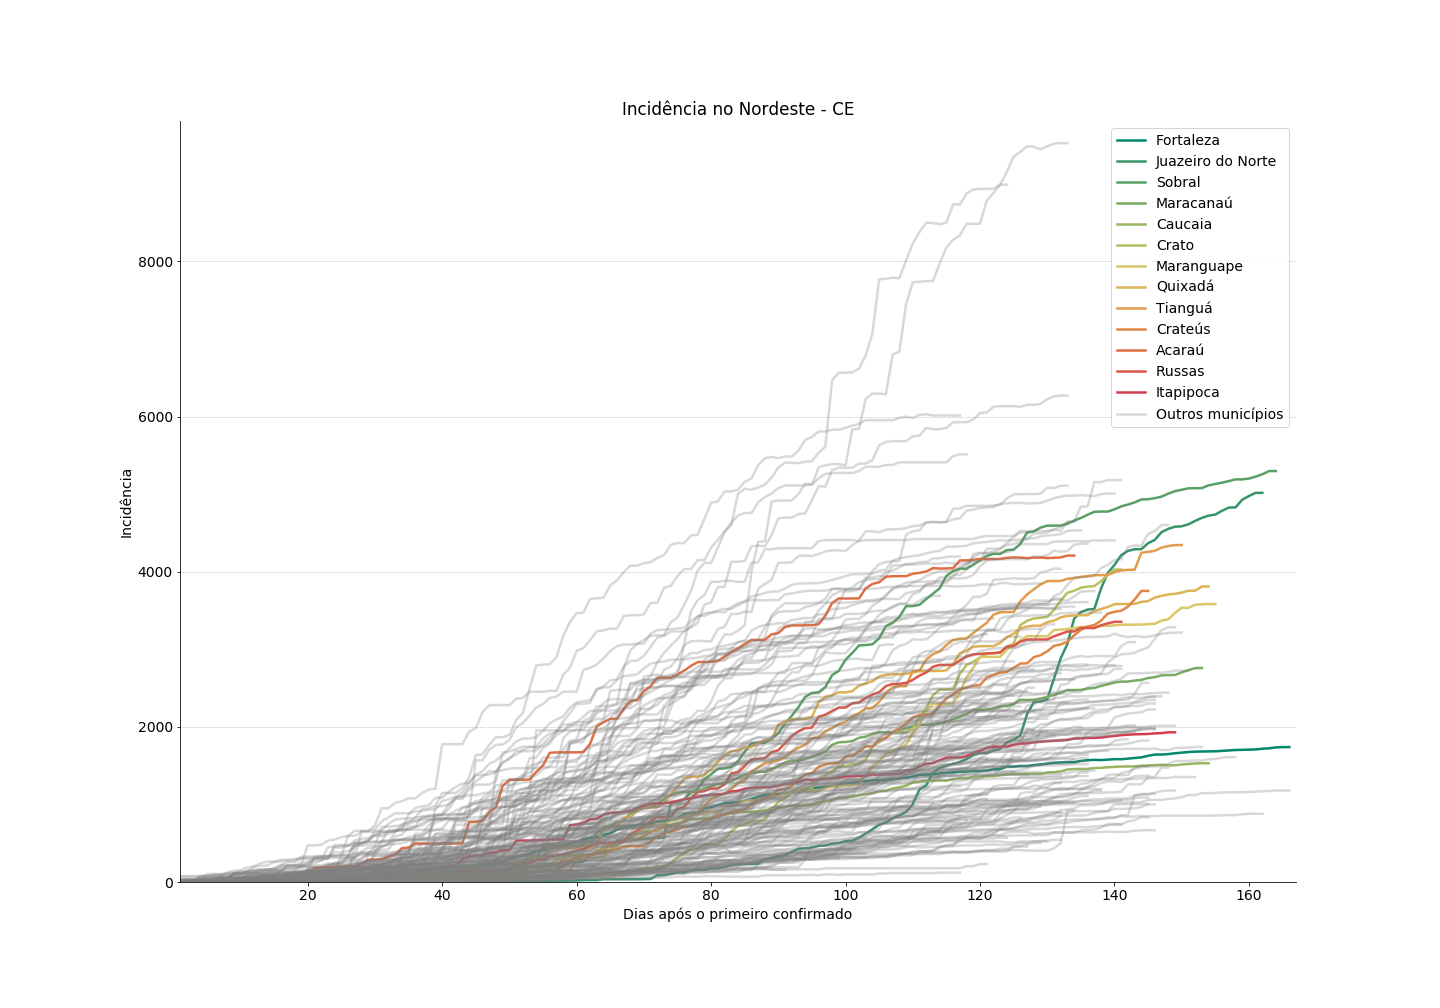 Incidência no Nordeste - CE
Fortaleza
Juazeiro do Norte
Sobral
Maracanaú
Caucaia
Crato
Maranguape
Quixadá
Tianguá
Crateús
Acaraú
Russas
Itapipoca
Outros municípios
Incidência
8000
6000
4000
2000
0
20 40 60 80 100 120 140 160
Dias após o primeiro confirmado